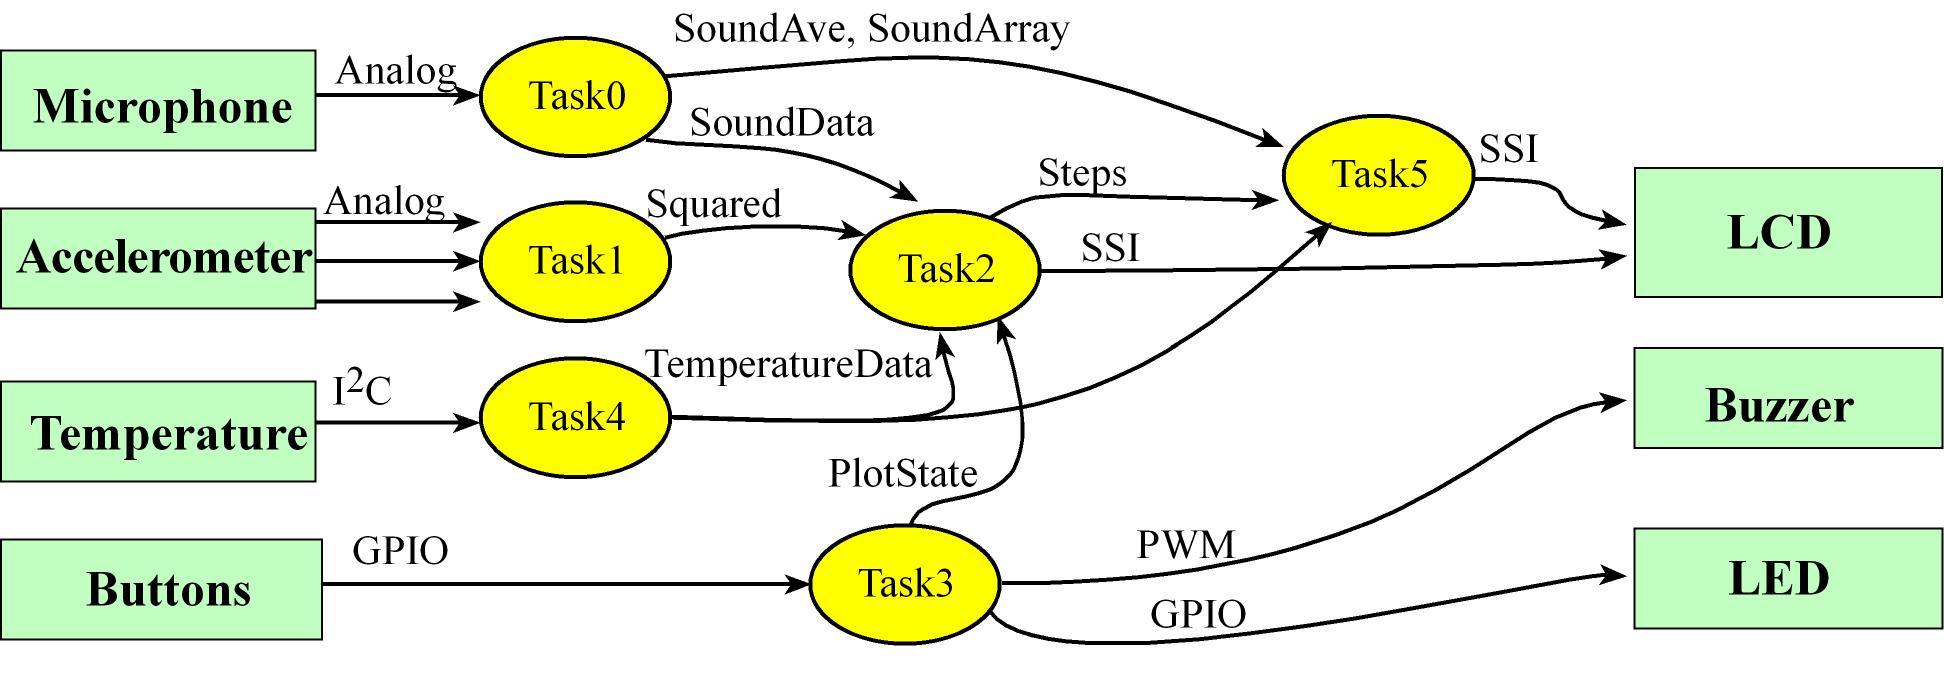 SoundAve, SoundArray
Microphone
Analog
Task0
SoundData
SSI
Task5
Steps
Analog
Squared
Accelerometer
Task1
Task2
SSI
LCD
TemperatureData
I²C
Temperature
Task4
Buzzer
PlotState
GPIO
PWM
Buttons
Task3
GPIO
LED